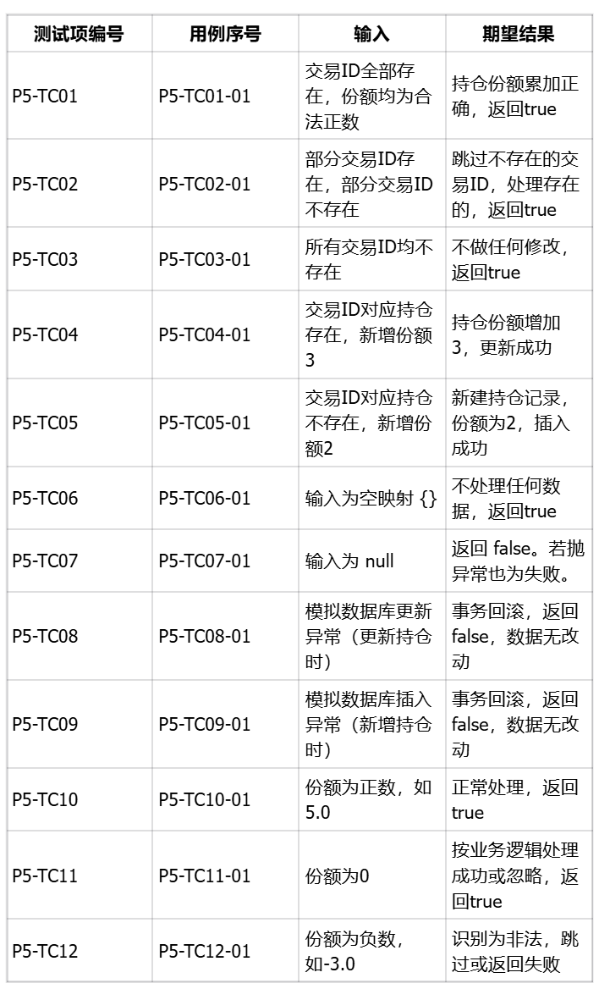 测试项编号 用例序号 输入 期望结果
P5-TC01 P5-TC01-01 交易ID全部存
在，份额均为合
法正数 持仓份额累加正
确，返回true
P5-TC02 P5-TC02-01 部分交易ID存
在，部分交易ID
不存在 跳过不存在的交
易ID，处理存在
的，返回true
P5-TC03 P5-TC03-01 所有交易ID均不
存在 不做任何修改，
返回true
P5-TC04 P5-TC04-01 交易ID对应持仓
存在，新增份额
3 持仓份额增加
3，更新成功
P5-TC05 P5-TC05-01 交易ID对应持仓
不存在，新增份
额2 新建持仓记录，
份额为2，插入
成功
P5-TC06 P5-TC06-01 输入为空映射 {} 不处理任何数
据，返回true
P5-TC07 P5-TC07-01 输入为 null 返回 false。若抛
异常也为失败。
P5-TC08 P5-TC08-01 模拟数据库更新
异常（更新持仓
时） 事务回滚，返回
false，数据无改
动
P5-TC09 P5-TC09-01 模拟数据库插入
异常（新增持仓
时） 事务回滚，返回
false，数据无改
动
P5-TC10 P5-TC10-01 份额为正数，如
5.0 正常处理，返回
true
P5-TC11 P5-TC11-01 份额为0 按业务逻辑处理
成功或忽略，返
回true
P5-TC12 P5-TC12-01 份额为负数，
如-3.0 识别为非法，跳
过或返回失败